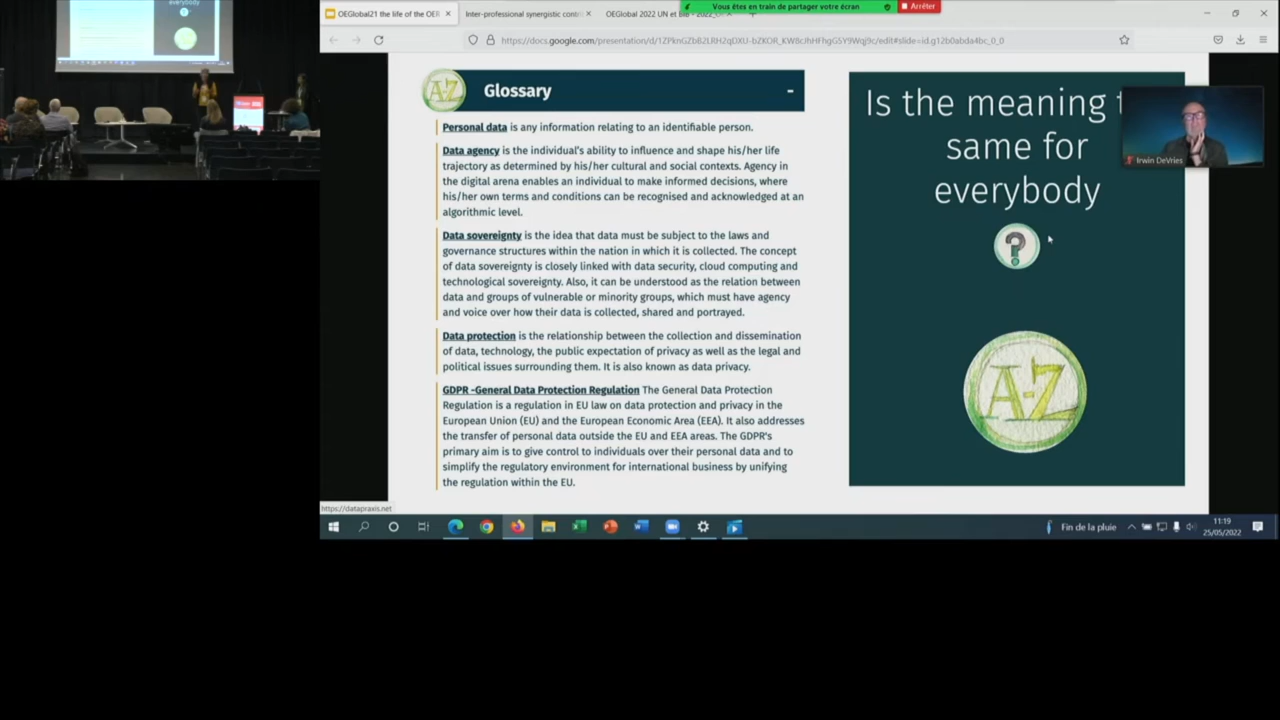 everybody
OEGlobal21 the life of the OER
Inter-professional synergistic contri
OEGlobal 2022 UN et
Vous êtes en train de partager votre écran
Arrêter
A-Z
Glossary
-
Personal data is any information relating to an identifiable person.
Data agency is the individual's ability to influence and shape his/her life
trajectory as determined by his/her cultural and social contexts. Agency in
the digital arena enables an individual to make informed decisions, where
his/her own terms and conditions can be recognised and acknowledged at an
algorithmic level.
Data sovereignty is the idea that data must be subject to the laws and
governance structures within the nation in which it is collected. The concept
of data sovereignty is closely linked with data security, cloud computing and
technological sovereignty. Also, it can be understood as the relation between
data and groups of vulnerable or minority groups, which must have agency
and voice over how their data is collected, shared and portrayed.
Data protection is the relationship between the collection and dissemination
of data, technology, the public expectation of privacy as well as the legal and
political issues surrounding them. It is also known as data privacy.
GDPR -General Data Protection Regulation The General Data Protection
Regulation is a regulation in EU law on data protection and privacy in the
European Union (EU) and the European Economic Area (EEA). It also addresses
the transfer of personal data outside the EU and EEA areas. The GDPR's
primary aim is to give control to individuals over their personal data and to
simplify the regulatory environment for international business by unifying
the regulation within the EU.
Is the meaning
same for
everybody
?
A-Z
Irwin DeVries
https://datapraxis.net
Fin de la pluie
11:19
25/05/2022